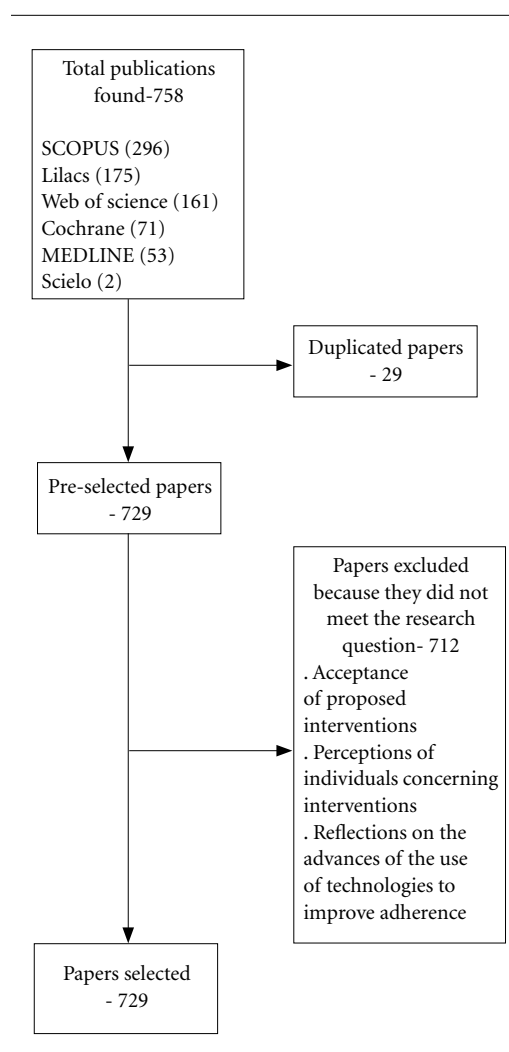 Total publications
found-758
SCOPUS (296)
Lilacs (175)
Web of science (161)
Cochrane (71)
MEDLINE (53)
Scielo (2)
Duplicated papers
- 29
Pre-selected papers
- 729
Papers excluded
because they did not
meet the research
question- 712
. Acceptance
of proposed
interventions
. Perceptions of
individuals concerning
interventions
. Reflections on the
advances of the use
of technologies to
improve adherence
Papers selected
- 729